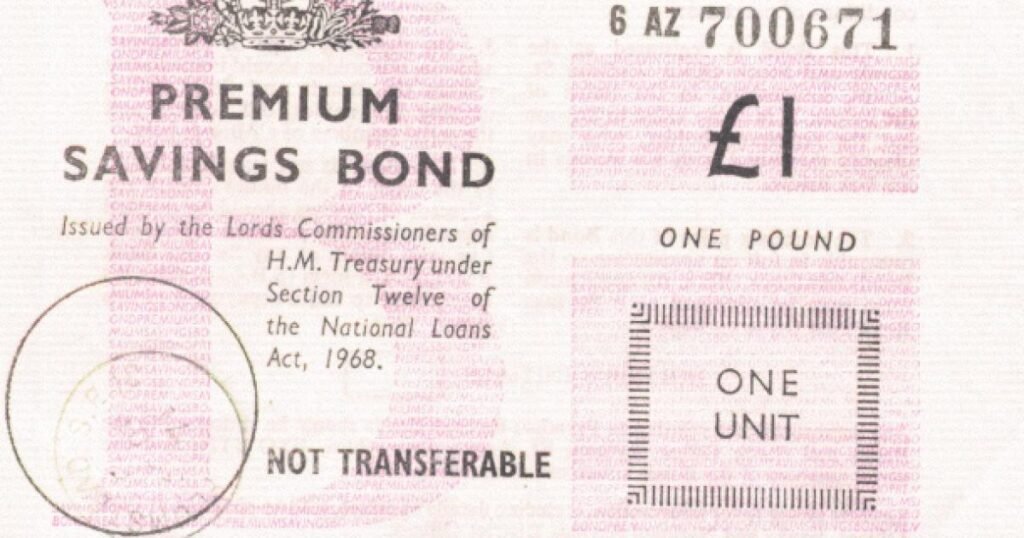 6 AZ 700671
PREMIUM
SAVINGS BOND
£1
Issued by the Lords Commissioners of
H.M. Treasury under
Section Twelve of
the National Loans
Act, 1968.
ONE POUND
ONE
UNIT
NOT TRANSFERABLE